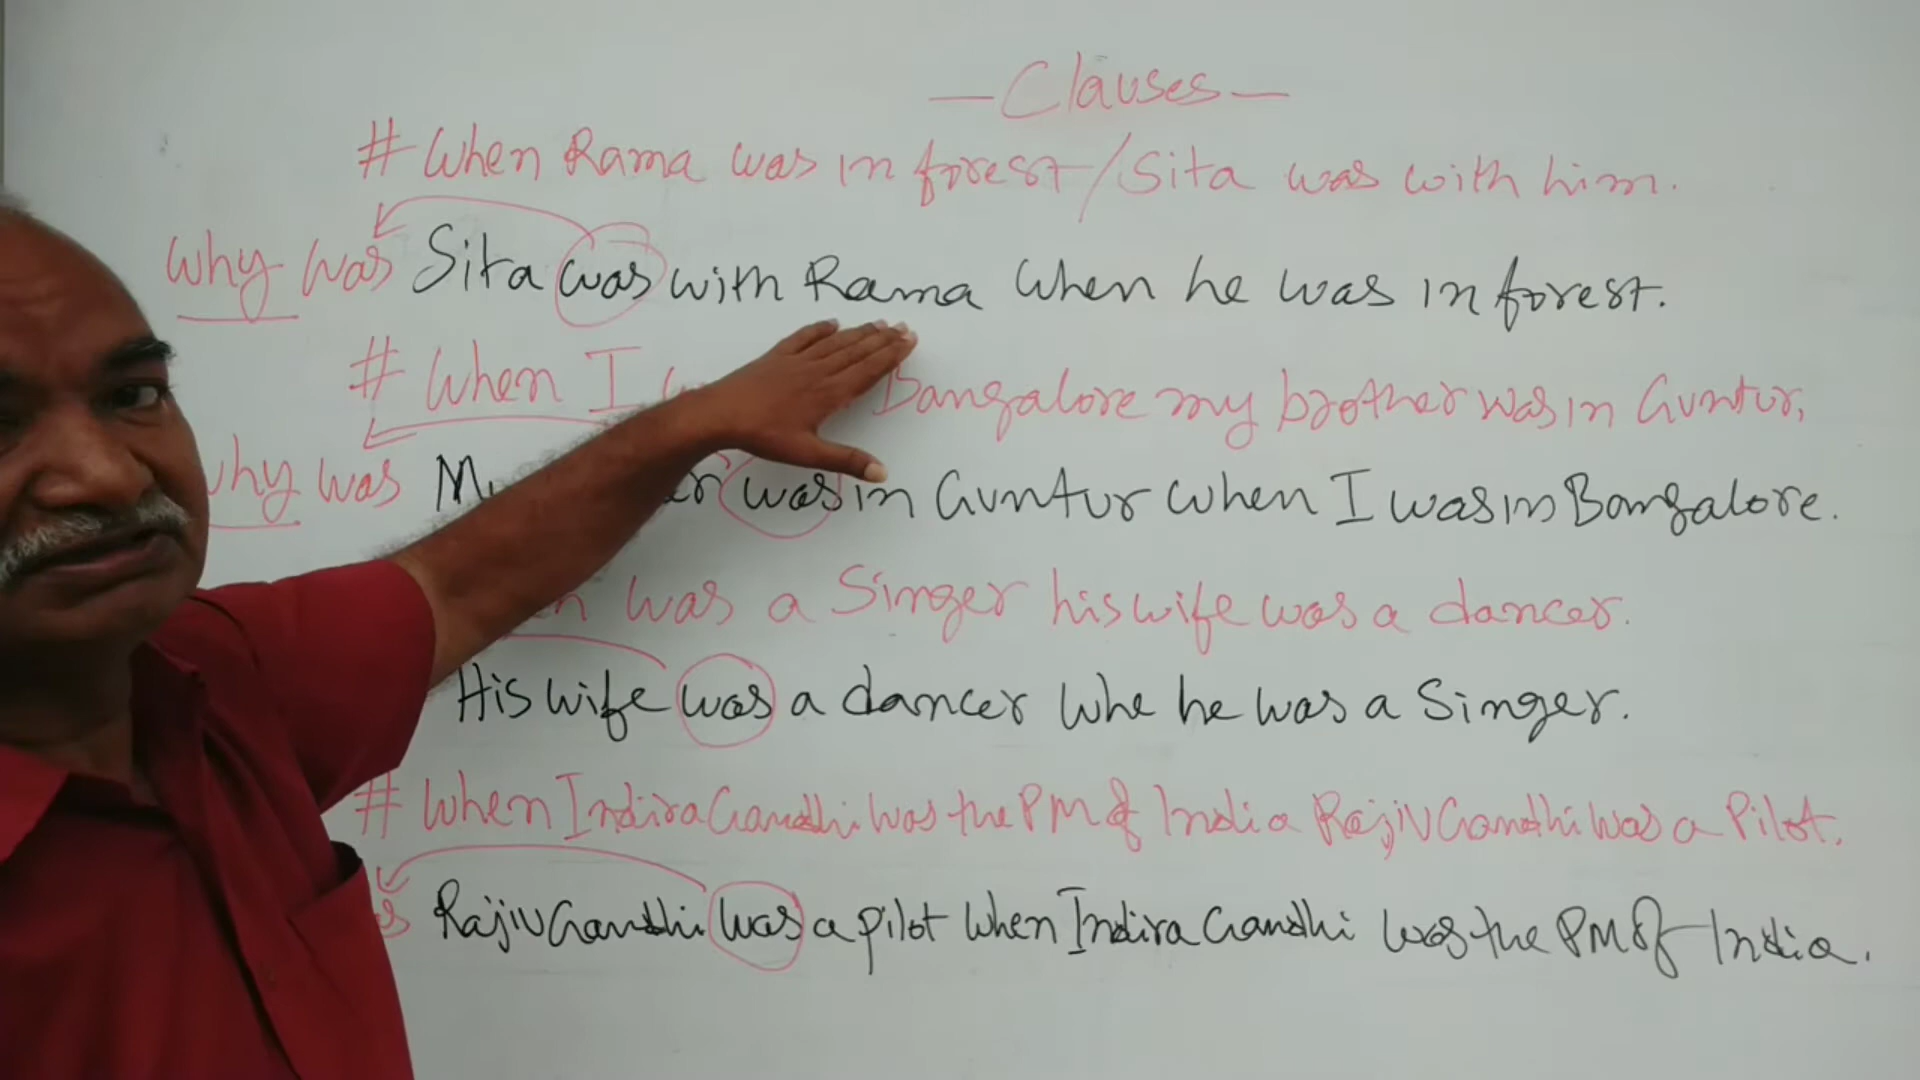 — Clauses —
# When Rama was in forest / Sita was with him.
Why was Sita was with Rama when he was in forest.
# When I Bangalore my brother was in Guntur,
was was in Guntur when I was in Bangalore.
was a Singer his wife was a dancer.
His wife was a dancer whe he was a Singer.
# When Indira Gandhi was the PM of India Rajiv Gandhi was a Pilot.
Rajiv Gandhi was a pilot when Indira Gandhi was the PM of India.